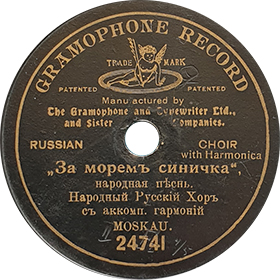 GRAMOPHONE RECORD
TRADE MARK
PATENTED PATENTED
Manufactured by
The Gramophone and Typewriter Ltd.,
and Sister Companies.
RUSSIAN CHOIR
with Harmonica
„За моремъ синичка“,
народная пѣснь.
Народный Русскій Хоръ
съ аккомп. гармоній
MOSKAU.
24741